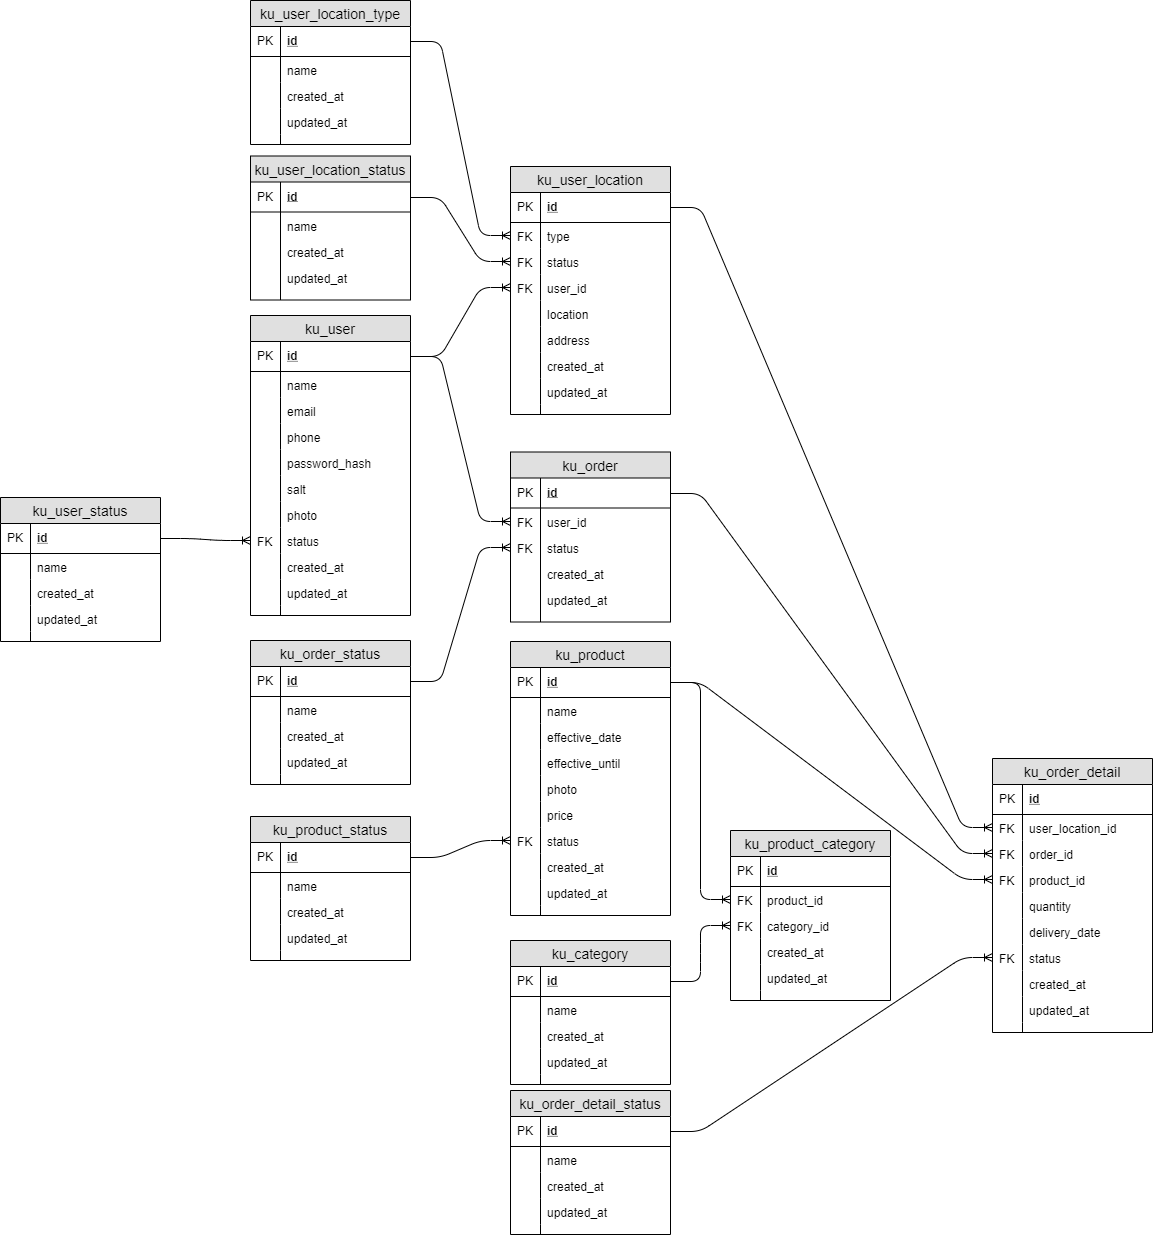 ku_user_location_type
PK id
name
created_at
updated_at
ku_user_location_status
PK id
name
created_at
updated_at
ku_user
PK id
name
email
phone
password_hash
salt
photo
FK status
created_at
updated_at
ku_user_status
PK id
name
created_at
updated_at
ku_order_status
PK id
name
created_at
updated_at
ku_product_status
PK id
name
created_at
updated_at
ku_user_location
PK id
FK type
FK status
FK user_id
location
address
created_at
updated_at
ku_order
PK id
FK user_id
FK status
created_at
updated_at
ku_product
PK id
name
effective_date
effective_until
photo
price
FK status
created_at
updated_at
ku_category
PK id
name
created_at
updated_at
ku_order_detail_status
PK id
name
created_at
updated_at
ku_product_category
PK id
FK product_id
FK category_id
created_at
updated_at
ku_order_detail
PK id
FK user_location_id
FK order_id
FK product_id
quantity
delivery_date
FK status
created_at
updated_at